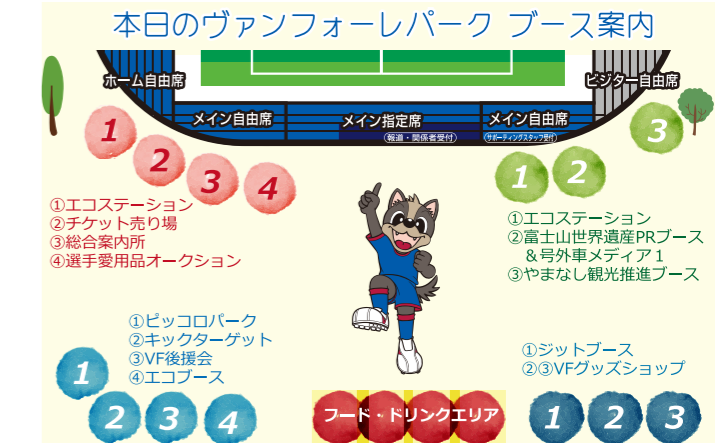 本日のヴァンフォーレパーク ブース案内
ホーム自由席
ビジター自由席
メイン自由席
メイン指定席
メイン自由席
(報道・関係者受付)
(サポーティングスタッフ受付)
1
2
3
4
1
2
3
①エコステーション
②チケット売り場
③総合案内所
④選手愛用品オークション
①エコステーション
②富士山世界遺産PRブース
&号外車メディア1
③やまなし観光推進ブース
①ピッコロパーク
②キックターゲット
③VF後援会
④エコブース
①ジットブース
②③VFグッズショップ
1
2
3
4
フード・ドリンクエリア
1
2
3